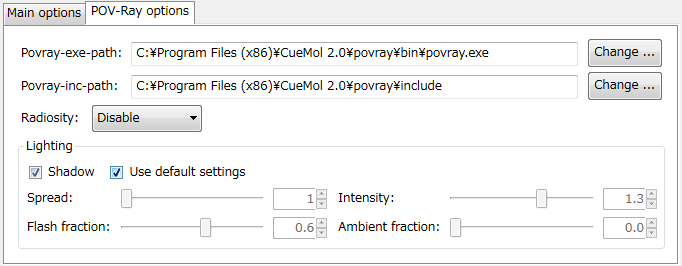 Main options
POV-Ray options
Povray-exe-path: C:¥Program Files (x86)¥CueMol 2.0¥povray¥bin¥povray.exe Change ...
Povray-inc-path: C:¥Program Files (x86)¥CueMol 2.0¥povray¥include Change ...
Radiosity: Disable
Lighting
Shadow Use default settings
Spread: 1 Intensity: 1.3
Flash fraction: 0.6 Ambient fraction: 0.0